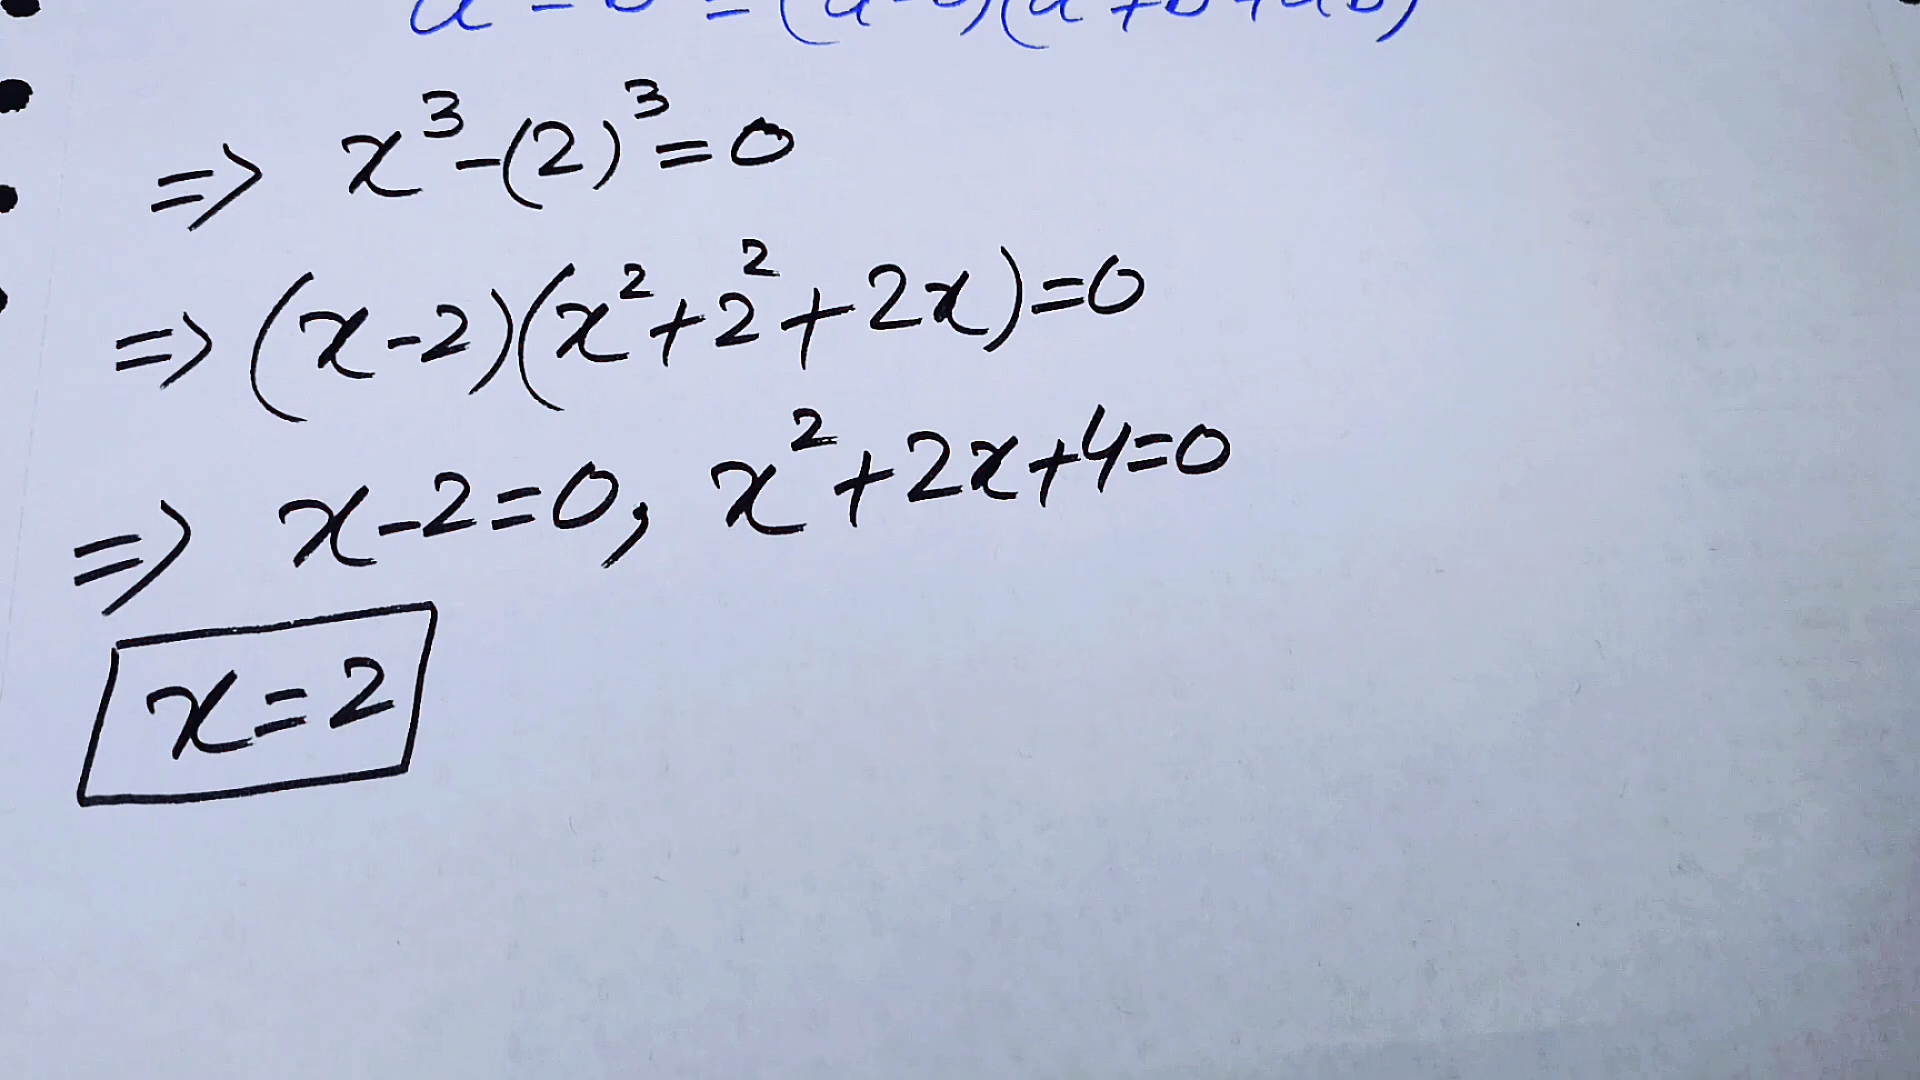 ⇒ x³-(2)³=0
⇒ (x-2)(x²+2²+2x)=0
⇒ x-2=0, x²+2x+4=0
x=2